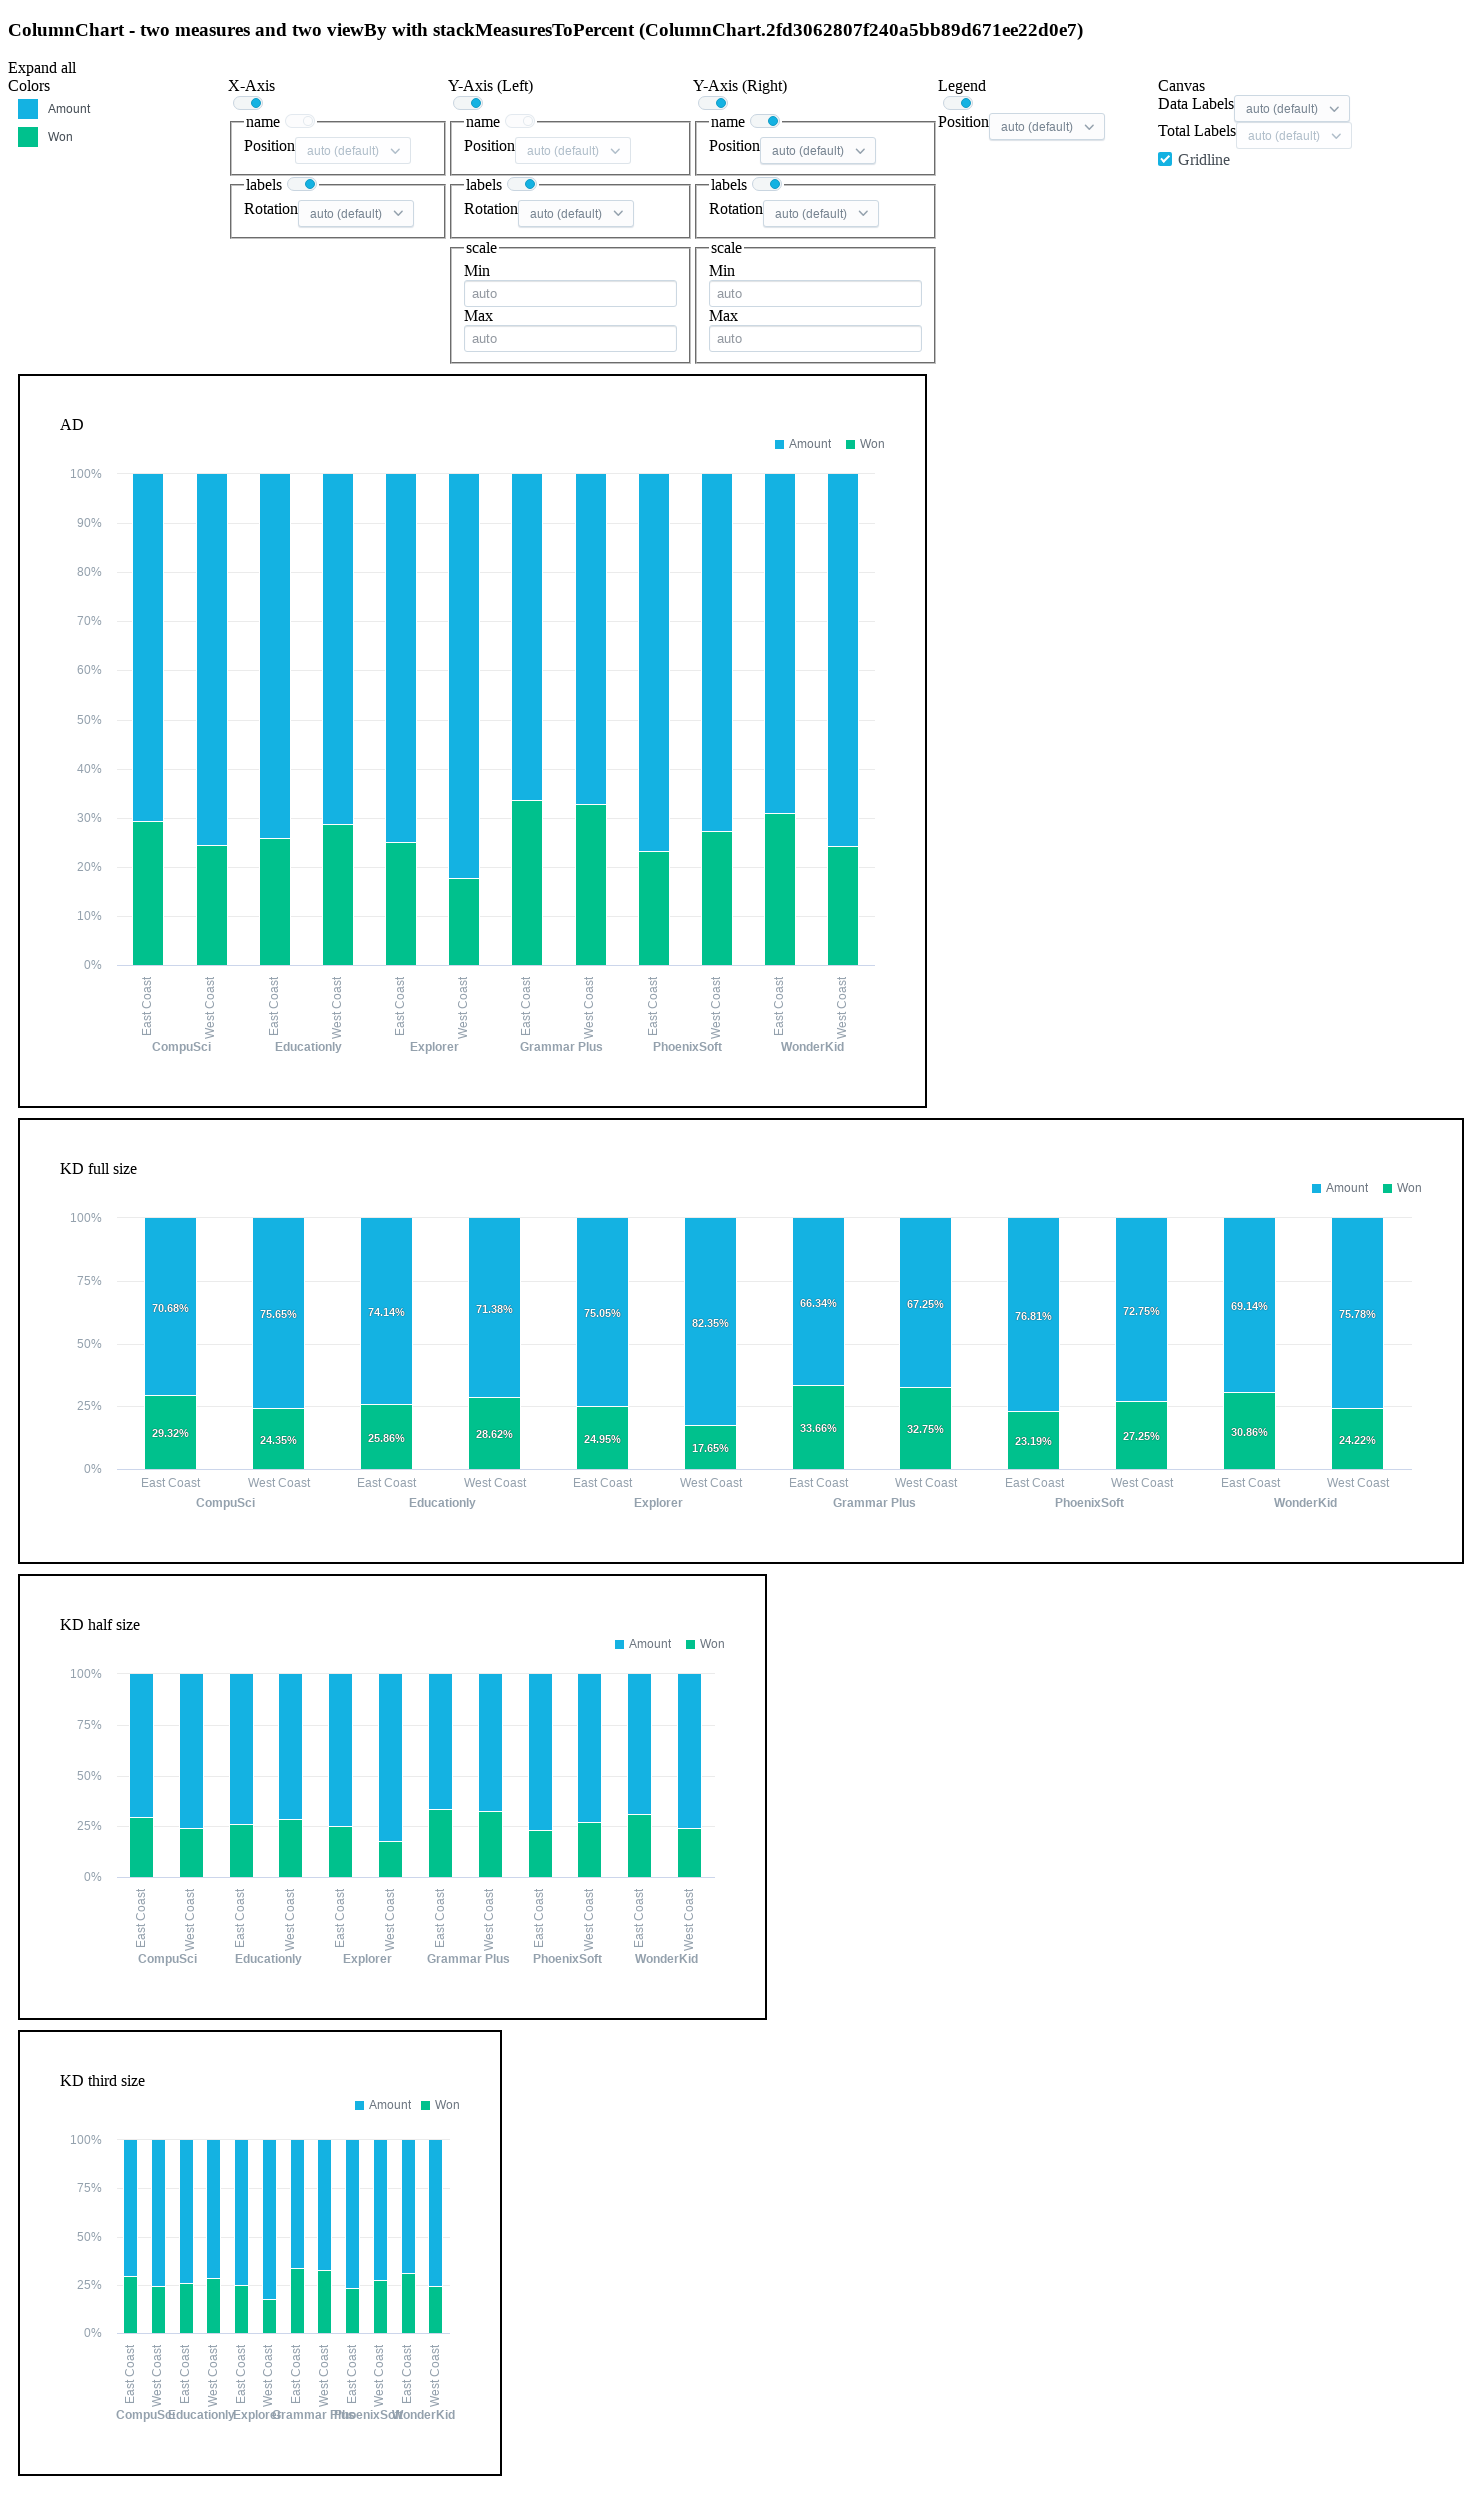 ColumnChart - two measures and two viewBy with stackMeasuresToPercent (ColumnChart.2fd3062807f240a5bb89d671ee22d0e7)
Expand all
Colors
Amount
Won
X-Axis
name
Position auto (default)
labels
Rotation auto (default)
Y-Axis (Left)
name
Position auto (default)
labels
Rotation auto (default)
scale
Min
auto
Max
auto
Y-Axis (Right)
name
Position auto (default)
labels
Rotation auto (default)
scale
Min
auto
Max
auto
Legend
Position auto (default)
Canvas
Data Labels auto (default)
Total Labels auto (default)
Gridline
AD
Amount Won
100%
90%
80%
70%
60%
50%
40%
30%
20%
10%
0%
East Coast West Coast East Coast West Coast East Coast West Coast East Coast West Coast East Coast West Coast East Coast West Coast
CompuSci Educationly Explorer Grammar Plus PhoenixSoft WonderKid
KD full size
Amount Won
100%
75%
50%
25%
0%
70.68% 75.65% 74.14% 71.38% 75.05% 82.35% 66.34% 67.25% 76.81% 72.75% 69.14% 75.78%
29.32% 24.35% 25.86% 28.62% 24.95% 17.65% 33.66% 32.75% 23.19% 27.25% 30.86% 24.22%
East Coast West Coast East Coast West Coast East Coast West Coast East Coast West Coast East Coast West Coast East Coast West Coast
CompuSci Educationly Explorer Grammar Plus PhoenixSoft WonderKid
KD half size
Amount Won
100%
75%
50%
25%
0%
East Coast West Coast East Coast West Coast East Coast West Coast East Coast West Coast East Coast West Coast East Coast West Coast
CompuSci Educationly Explorer Grammar Plus PhoenixSoft WonderKid
KD third size
Amount Won
100%
75%
50%
25%
0%
East Coast West Coast East Coast West Coast East Coast West Coast East Coast West Coast East Coast West Coast East Coast West Coast
CompuSci Educationly Explorer Grammar Plus PhoenixSoft WonderKid